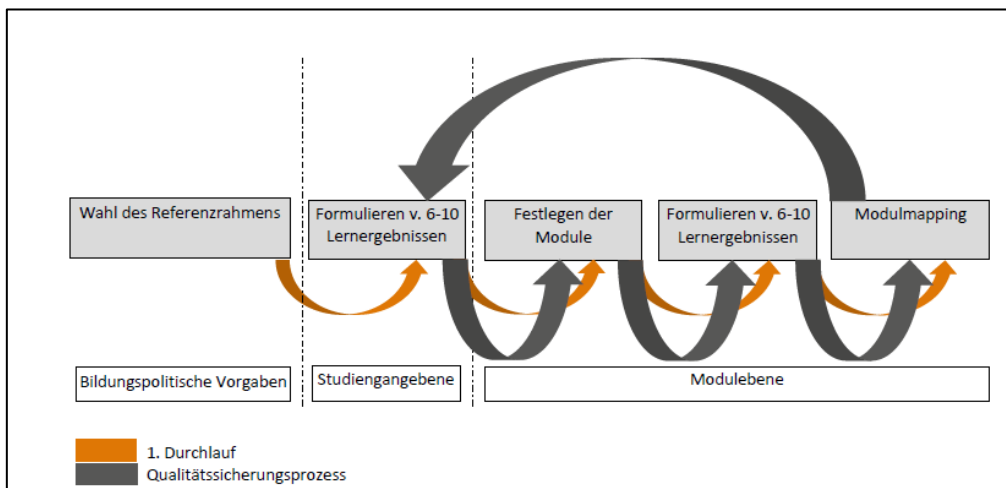 Wahl des Referenzrahmens
Formulieren v. 6-10
Lernergebnissen
Festlegen der
Module
Formulieren v. 6-10
Lernergebnissen
Modulmapping
Bildungspolitische Vorgaben
Studiengangebene
Modulebene
1. Durchlauf
Qualitätssicherungsprozess